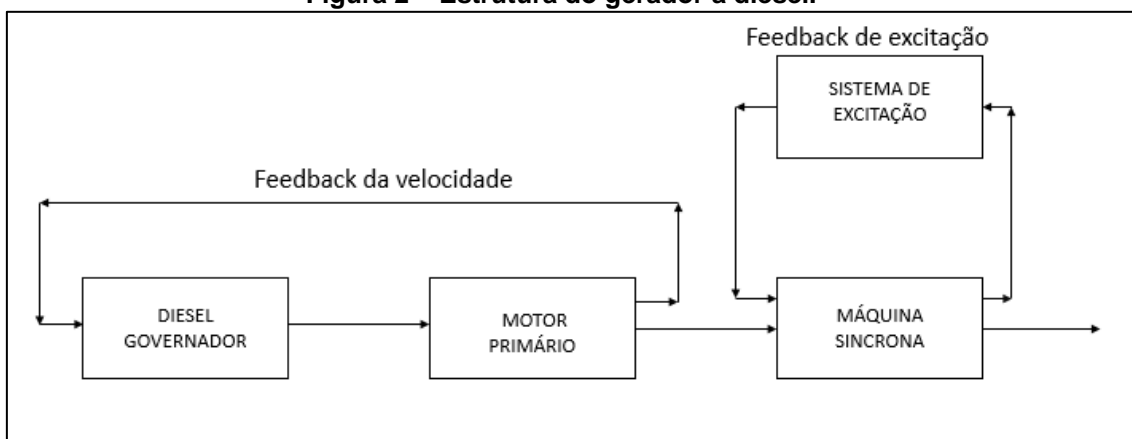 Figura 2 – Estrutura do gerador a diesel.
Feedback de excitação
SISTEMA DE
EXCITAÇÃO
Feedback da velocidade
DIESEL
GOVERNADOR
MOTOR
PRIMÁRIO
MÁQUINA
SINCRONA